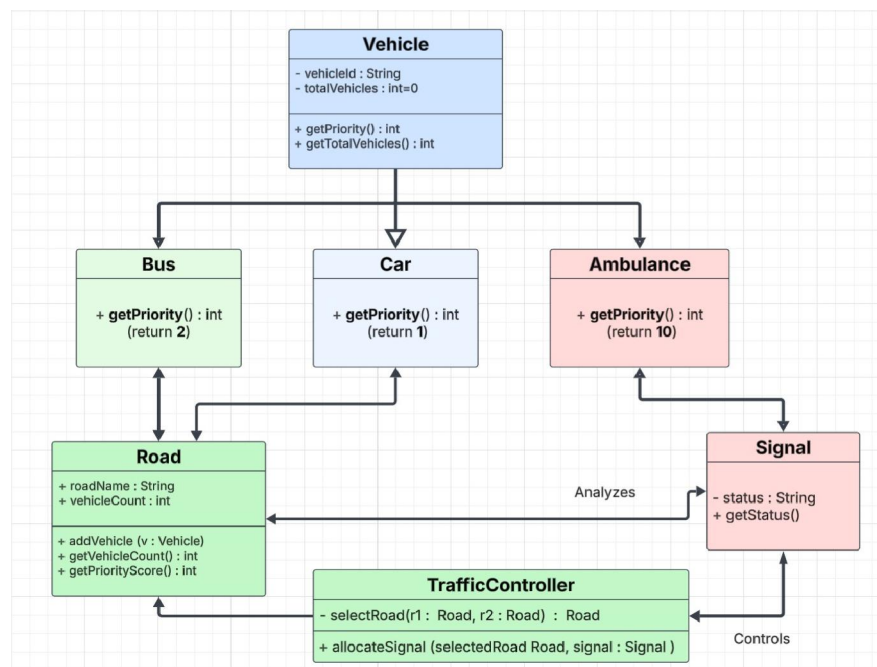 Vehicle
- vehicleId : String
- totalVehicles : int=0
+ getPriority() : int
+ getTotalVehicles() : int
Bus
+ getPriority() : int
(return 2)
Car
+ getPriority() : int
(return 1)
Ambulance
+ getPriority() : int
(return 10)
Road
+ roadName : String
+ vehicleCount : int
+ addVehicle (v : Vehicle)
+ getVehicleCount() : int
+ getPriorityScore() : int
Analyzes
Signal
- status : String
+ getStatus()
TrafficController
- selectRoad(r1 : Road, r2 : Road) : Road
+ allocateSignal (selectedRoad Road, signal : Signal )
Controls